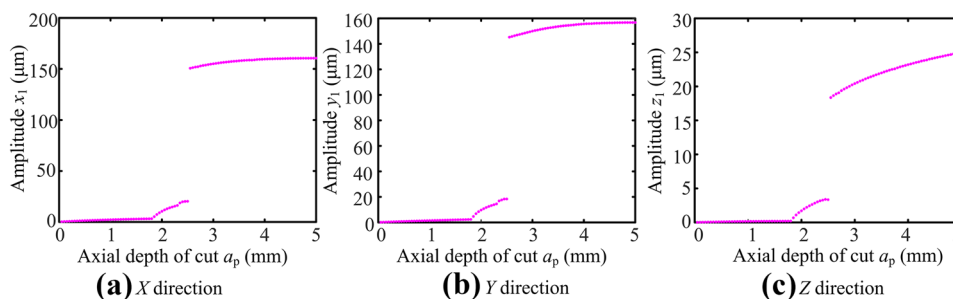 200
150
100
50
0
Amplitude x₁ (μm)
0 1 2 3 4 5
Axial depth of cut aₚ (mm)
(a) X direction
160
140
120
100
80
60
40
20
0
Amplitude y₁ (μm)
0 1 2 3 4 5
Axial depth of cut aₚ (mm)
(b) Y direction
30
25
20
15
10
5
0
Amplitude z₁ (μm)
0 1 2 3 4 5
Axial depth of cut aₚ (mm)
(c) Z direction